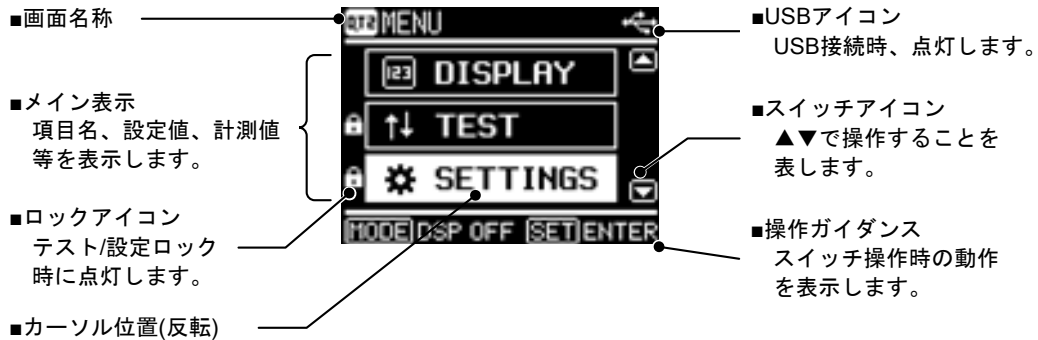 ■画面名称
■メイン表示
項目名、設定値、計測値
等を表示します。
■ロックアイコン
テスト/設定ロック
時に点灯します。
■カーソル位置(反転)
MENU
123 DISPLAY
↑↓ TEST
SETTINGS
MODE DSP OFF SET ENTER
■USBアイコン
USB接続時、点灯します。
■スイッチアイコン
▲▼で操作することを
表します。
■操作ガイダンス
スイッチ操作時の動作
を表示します。